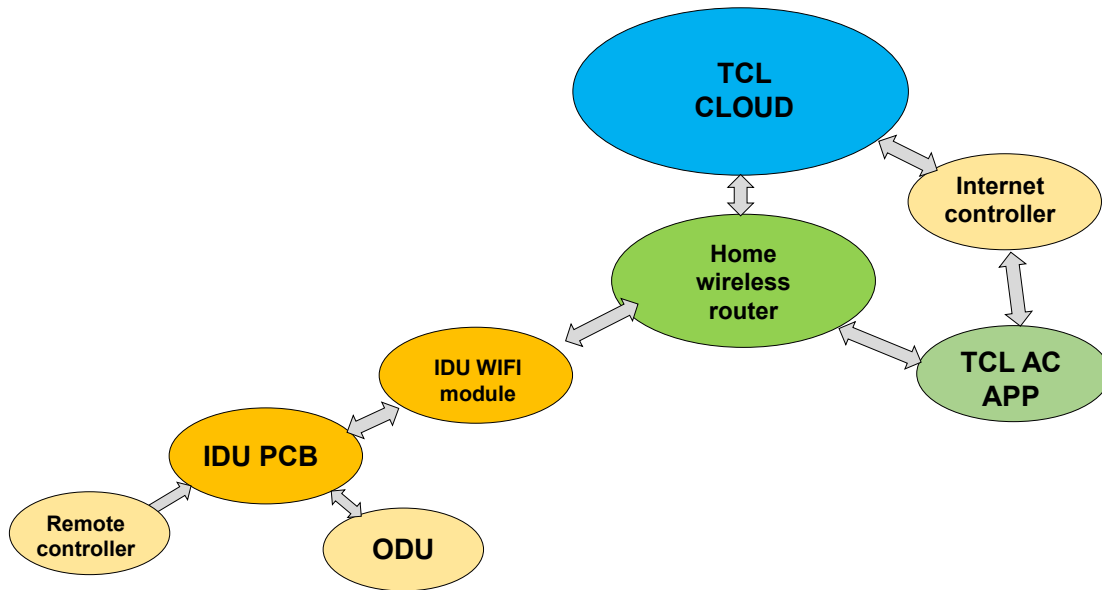 TCL
CLOUD
Internet
controller
Home
wireless
router
IDU WIFI
module
TCL AC
APP
IDU PCB
Remote
controller
ODU